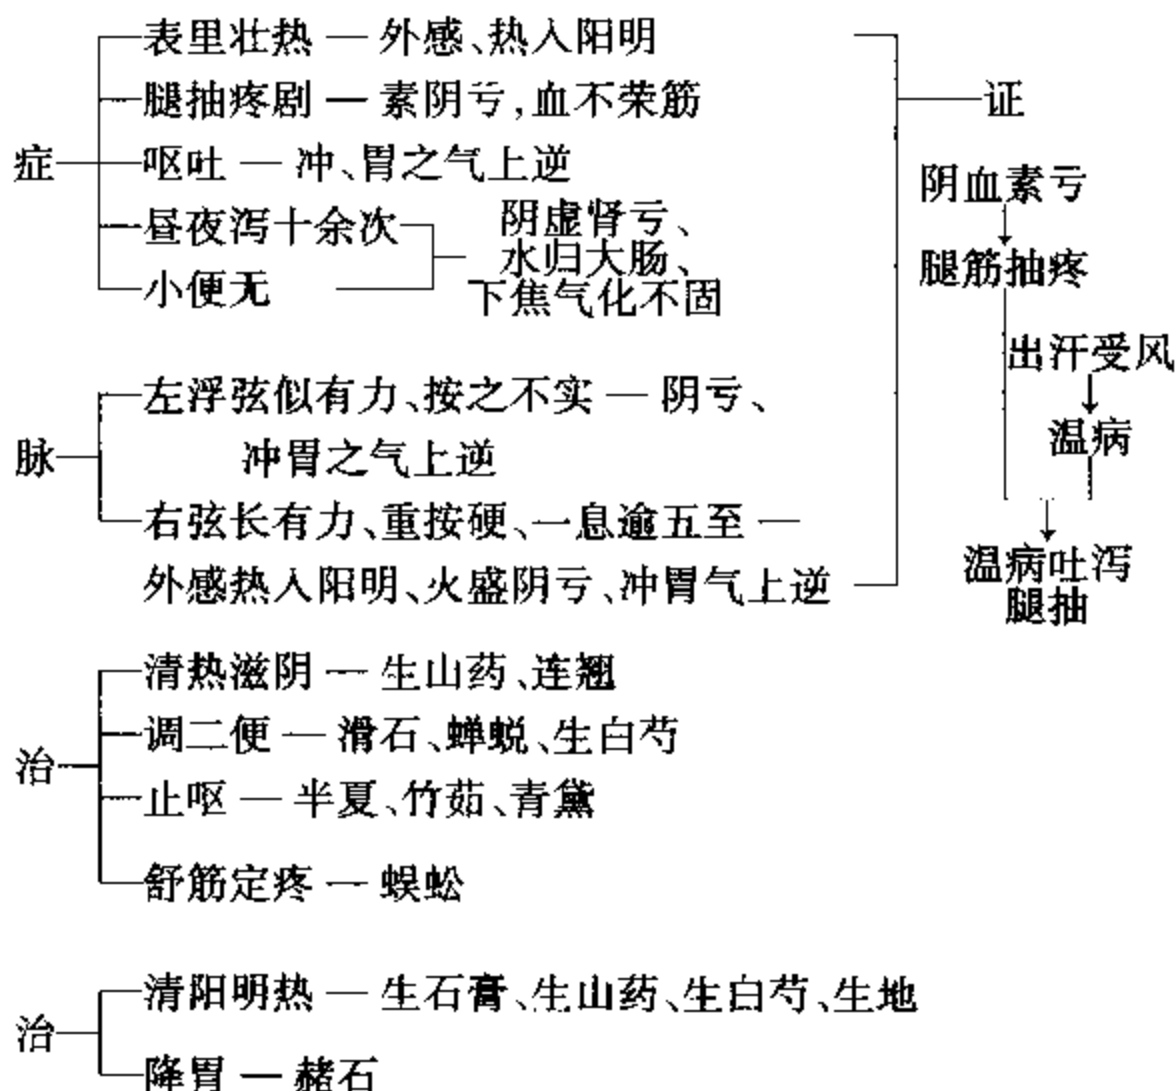 症
表里壮热 — 外感、热入阳明
腿抽疼剧 — 素阴亏,血不荣筋
呕吐 — 冲、胃之气上逆
昼夜泻十余次
小便无
阴虚肾亏、
水归大肠、
下焦气化不固
脉
左浮弦似有力、按之不实 — 阴亏、
冲胃之气上逆
右弦长有力、重按硬、一息逾五至 —
外感热入阳明、火盛阴亏、冲胃气上逆
证
阴血素亏
腿筋抽疼
出汗受风
温病
温病吐泻
腿抽
治
清热滋阴 — 生山药、连翘
调二便 — 滑石、蝉蜕、生白芍
止呕 — 半夏、竹茹、青黛
舒筋定疼 — 蜈蚣
治
清阳明热 — 生石膏、生山药、生白芍、生地
降胃 — 赭石